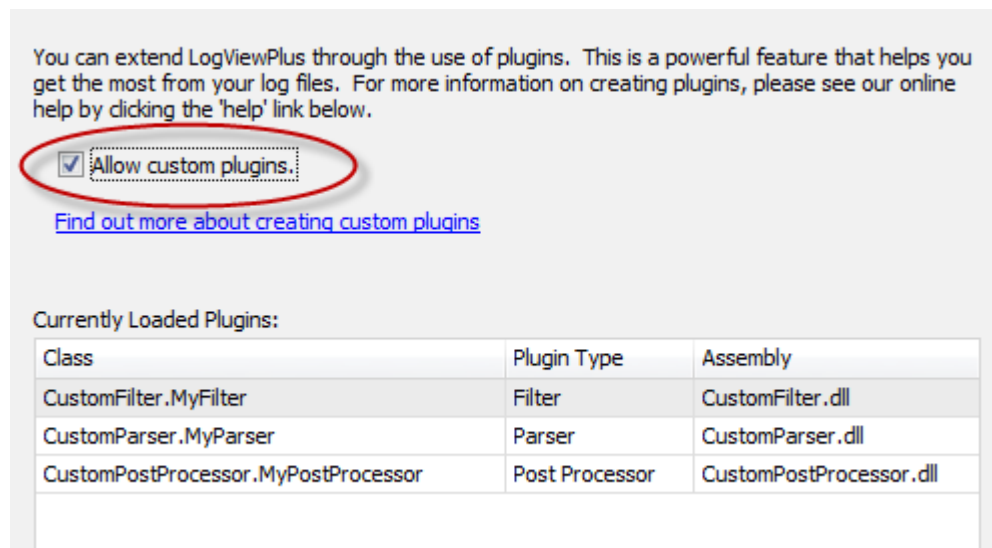 You can extend LogViewPlus through the use of plugins.  This is a powerful feature that helps you
get the most from your log files.  For more information on creating plugins, please see our online
help by clicking the 'help' link below.
Allow custom plugins.
Find out more about creating custom plugins
Currently Loaded Plugins:
Class Plugin Type Assembly
CustomFilter.MyFilter Filter CustomFilter.dll
CustomParser.MyParser Parser CustomParser.dll
CustomPostProcessor.MyPostProcessor Post Processor CustomPostProcessor.dll